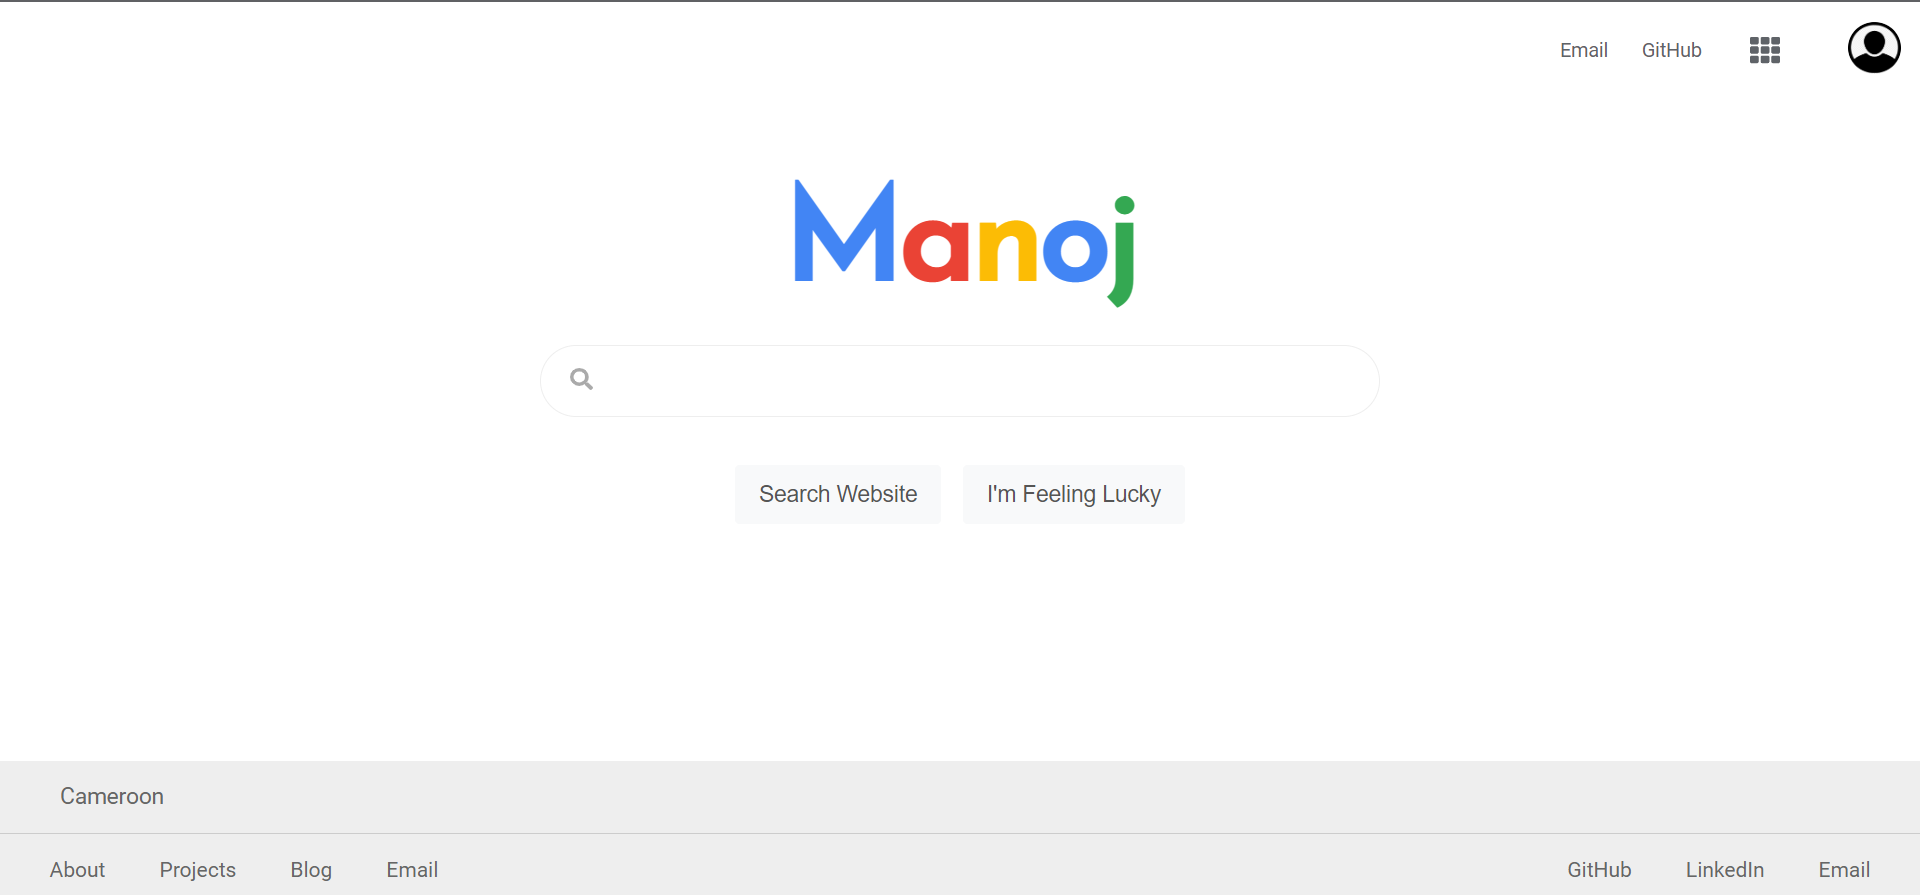 Email GitHub
Manoj
Search Website I'm Feeling Lucky
Cameroon
About Projects Blog Email GitHub LinkedIn Email